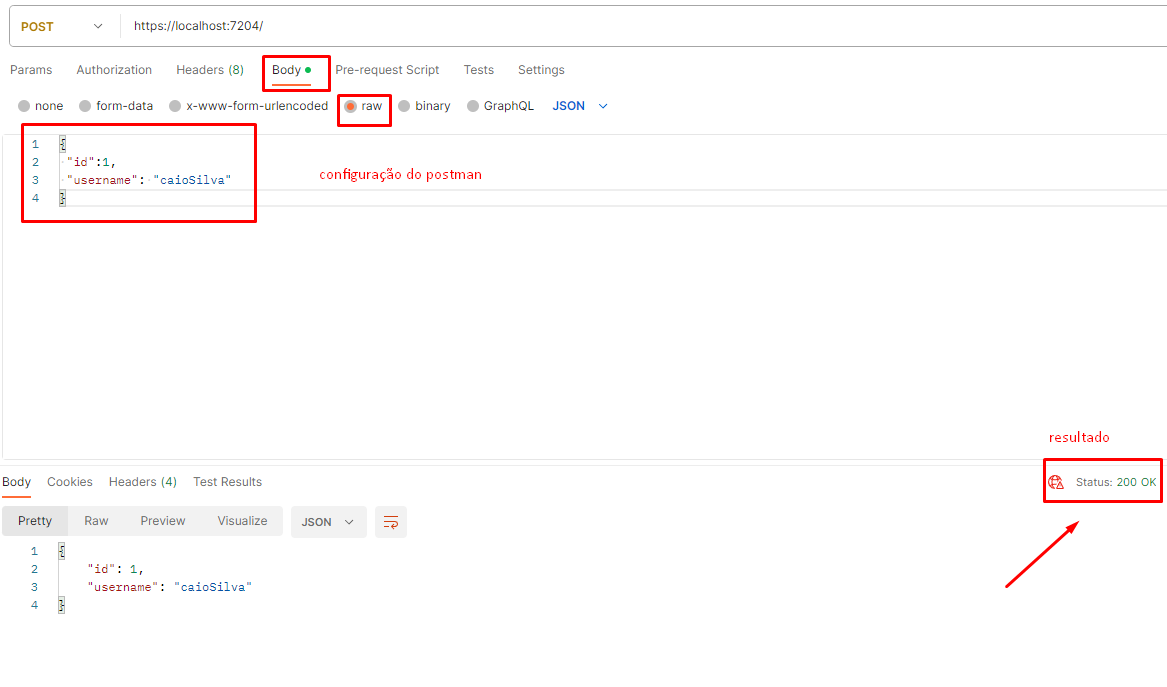 POST https://localhost:7204/
Params Authorization Headers (8) Body Pre-request Script Tests Settings
none form-data x-www-form-urlencoded raw binary GraphQL JSON
1 {
2 "id":1,
3 "username": "caioSilva"
4 }
configuração do postman
resultado
Body Cookies Headers (4) Test Results Status: 200 OK
Pretty Raw Preview Visualize JSON
1 {
2 "id": 1,
3 "username": "caioSilva"
4 }